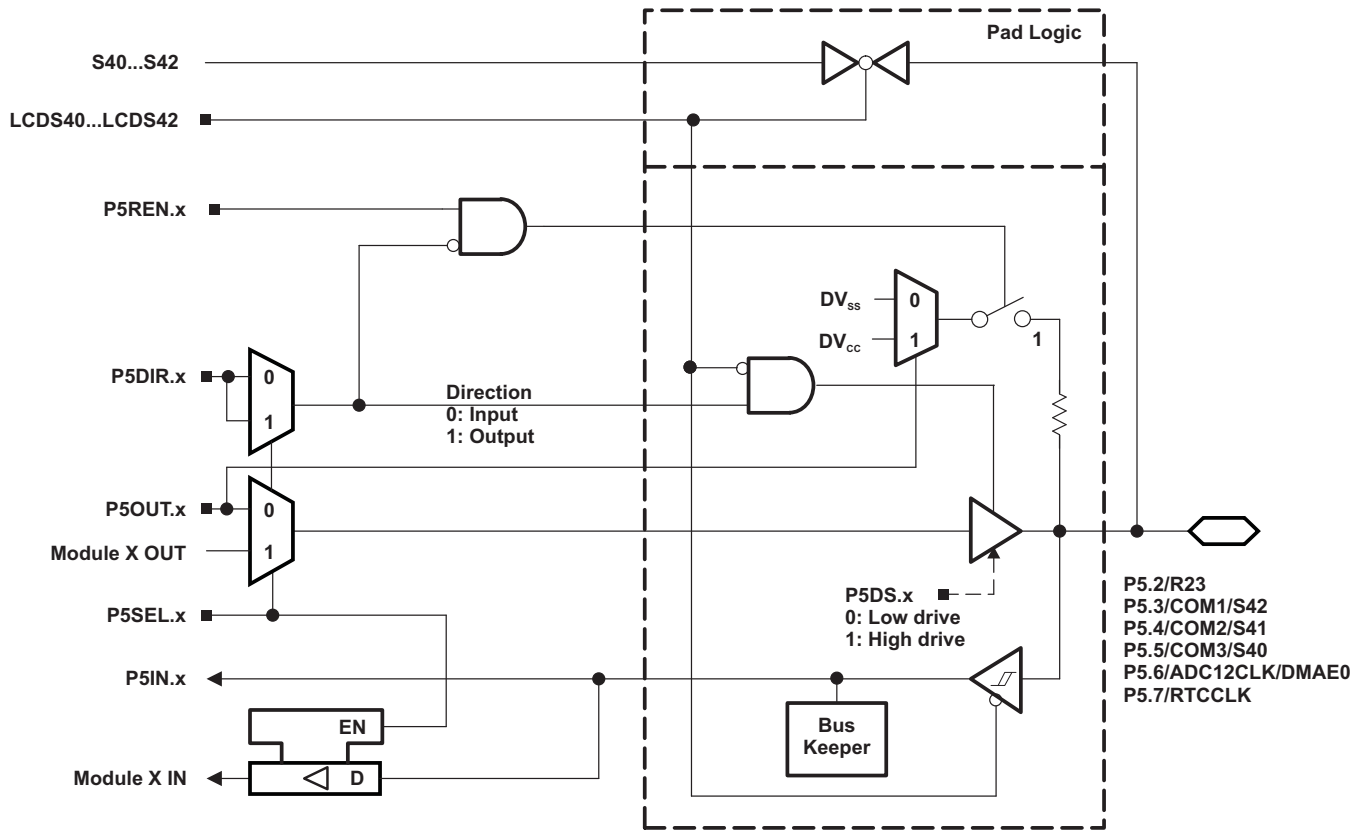 Pad Logic
S40...S42
LCDS40...LCDS42
P5REN.x
DVSS
0
DVCC
1
1
P5DIR.x
0
1
Direction
0: Input
1: Output
P5OUT.x
0
Module X OUT
1
P5SEL.x
P5DS.x
0: Low drive
1: High drive
P5.2/R23
P5.3/COM1/S42
P5.4/COM2/S41
P5.5/COM3/S40
P5.6/ADC12CLK/DMAE0
P5.7/RTCCLK
P5IN.x
Bus
Keeper
EN
Module X IN
D